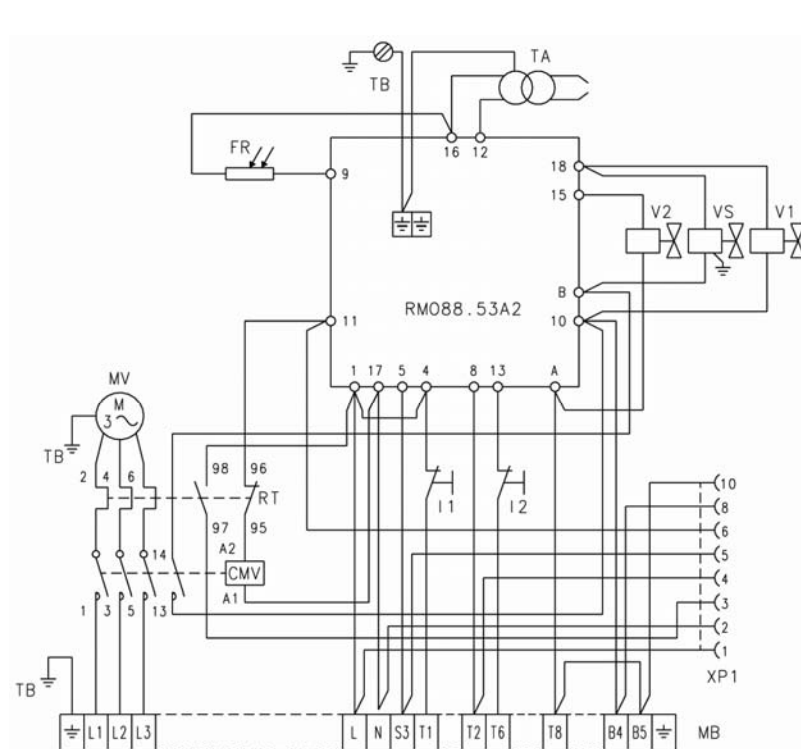 TA
TB
FR
16 12
9
18
15
V2 VS V1
B
RMO88.53A2
11
10
1 17 5 4 8 13 A
MV
M
3
TB
98 96
2 4 6
RT
I1 I2
10
8
97 95
6
A2
14
5
CMV
4
A1
1 3 5 13
3
2
1
XP1
TB
L1 L2 L3 L N S3 T1 T2 T6 T8 B4 B5 MB